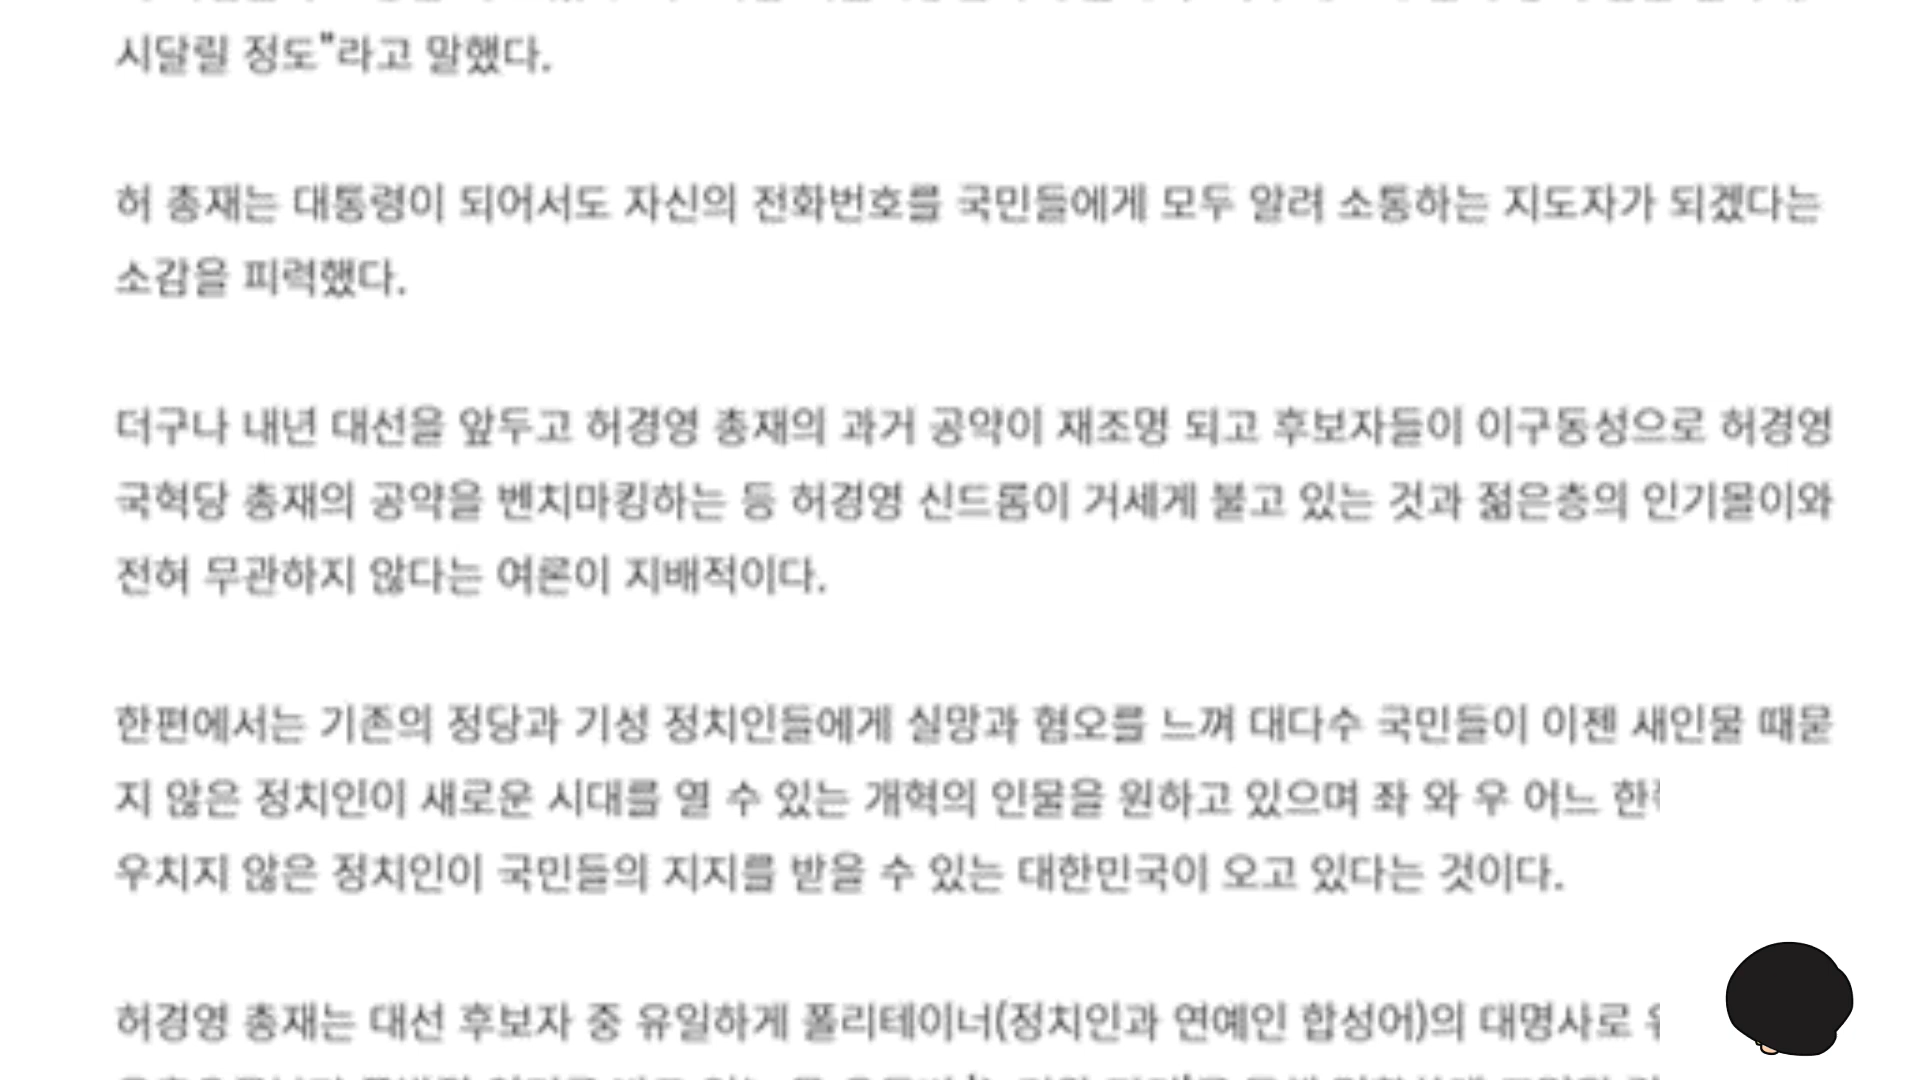 시달릴 정도"라고 말했다.
허 총재는 대통령이 되어서도 자신의 전화번호를 국민들에게 모두 알려 소통하는 지도자가 되겠다는
소감을 피력했다.
더구나 내년 대선을 앞두고 허경영 총재의 과거 공약이 재조명 되고 후보자들이 이구동성으로 허경영
국혁당 총재의 공약을 벤치마킹하는 등 허경영 신드롬이 거세게 불고 있는 것과 젊은층의 인기몰이와
전혀 무관하지 않다는 여론이 지배적이다.
한편에서는 기존의 정당과 기성 정치인들에게 실망과 혐오를 느껴 대다수 국민들이 이젠 새인물 때묻
지 않은 정치인이 새로운 시대를 열 수 있는 개혁의 인물을 원하고 있으며 좌 와 우 어느
우치지 않은 정치인이 국민들의 지지를 받을 수 있는 대한민국이 오고 있다는 것이다.
허경영 총재는 대선 후보자 중 유일하게 폴리테이너(정치인과 연예인 합성어)의 대명사로